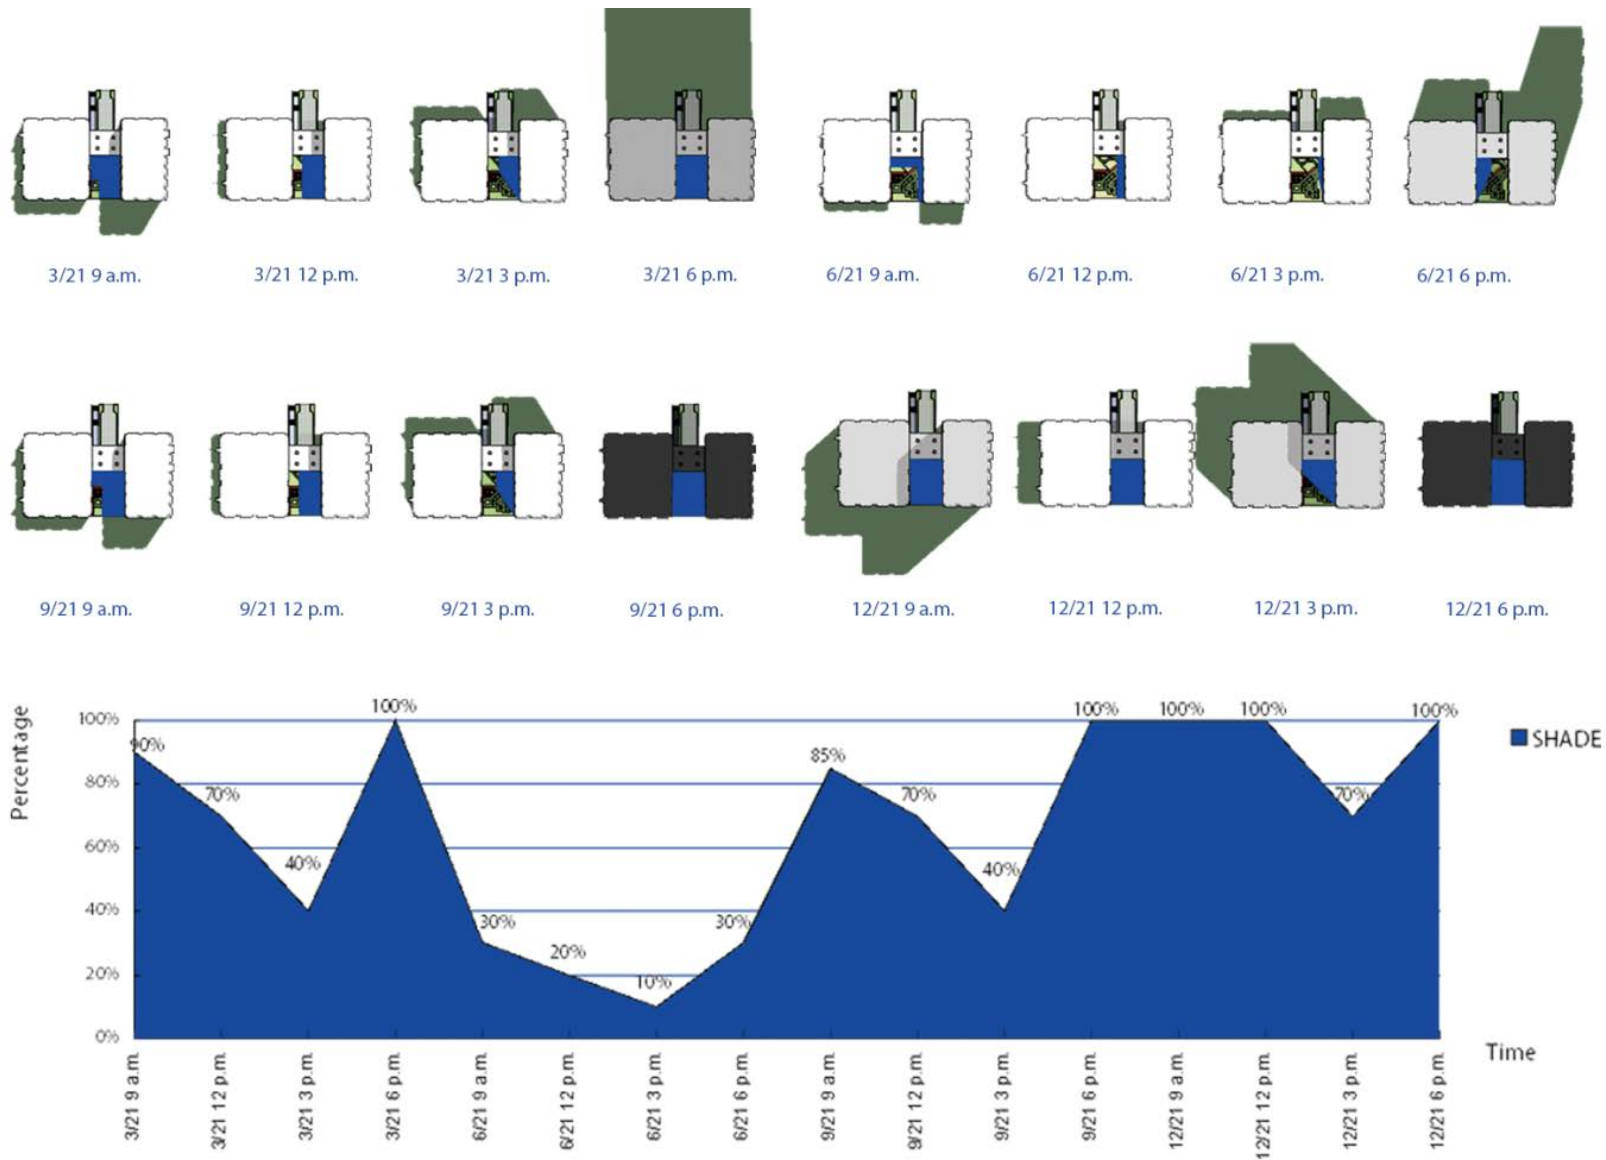 3/21 9 a.m.
3/21 12 p.m.
3/21 3 p.m.
3/21 6 p.m.
6/21 9 a.m.
6/21 12 p.m.
6/21 3 p.m.
6/21 6 p.m.
9/21 9 a.m.
9/21 12 p.m.
9/21 3 p.m.
9/21 6 p.m.
12/21 9 a.m.
12/21 12 p.m.
12/21 3 p.m.
12/21 6 p.m.
Percentage
100%
80%
60%
40%
20%
0%
90%
70%
40%
100%
30%
20%
10%
30%
85%
70%
40%
100%
100%
100%
70%
100%
SHADE
Time
3/21 9 a.m.
3/21 12 p.m.
3/21 3 p.m.
3/21 6 p.m.
6/21 9 a.m.
6/21 12 p.m.
6/21 3 p.m.
6/21 6 p.m.
9/21 9 a.m.
9/21 12 p.m.
9/21 3 p.m.
9/21 6 p.m.
12/21 9 a.m.
12/21 12 p.m.
12/21 3 p.m.
12/21 6 p.m.